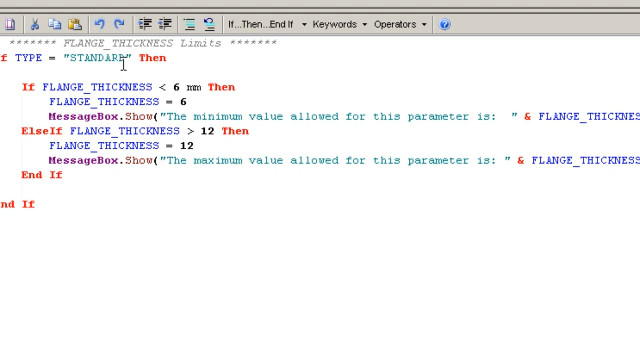 If...Then...End If Keywords Operators
******* FLANGE_THICKNESS Limits *******
f TYPE = "STANDARD" Then
If FLANGE_THICKNESS < 6 mm Then
FLANGE_THICKNESS = 6
MessageBox.Show("The minimum value allowed for this parameter is:  " & FLANGE_THICKNES
ElseIf FLANGE_THICKNESS > 12 Then
FLANGE_THICKNESS = 12
MessageBox.Show("The maximum value allowed for this parameter is: " & FLANGE_THICKNESS
End If
nd If